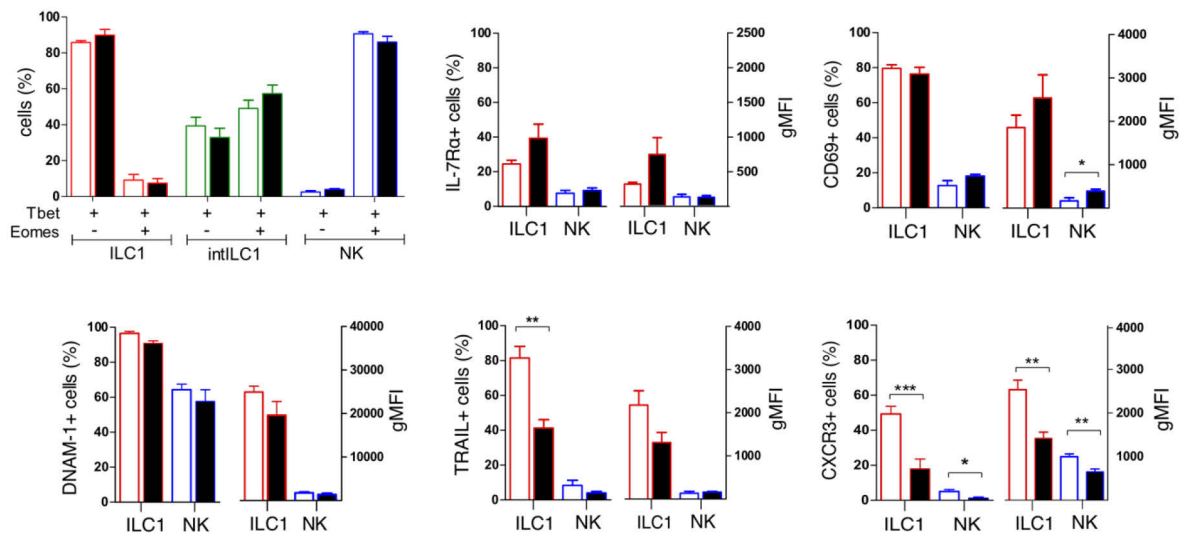 cells (%)
100
80
60
40
20
0
Tbet + + + + + +
Eomes - + - + - +
ILC1 intILC1 NK
IL-7Rα+ cells (%)
100
80
60
40
20
0
2500
2000
1500
1000
500
gMFI
ILC1 NK ILC1 NK
CD69+ cells (%)
100
80
60
40
20
0
4000
3000
2000
1000
gMFI
*
ILC1 NK ILC1 NK
DNAM-1+ cells (%)
100
80
60
40
20
0
40000
30000
20000
10000
gMFI
ILC1 NK ILC1 NK
TRAIL+ cells (%)
100
80
60
40
20
0
4000
3000
2000
1000
gMFI
**
ILC1 NK ILC1 NK
CXCR3+ cells (%)
100
80
60
40
20
0
4000
3000
2000
1000
gMFI
*** * ** **
ILC1 NK ILC1 NK